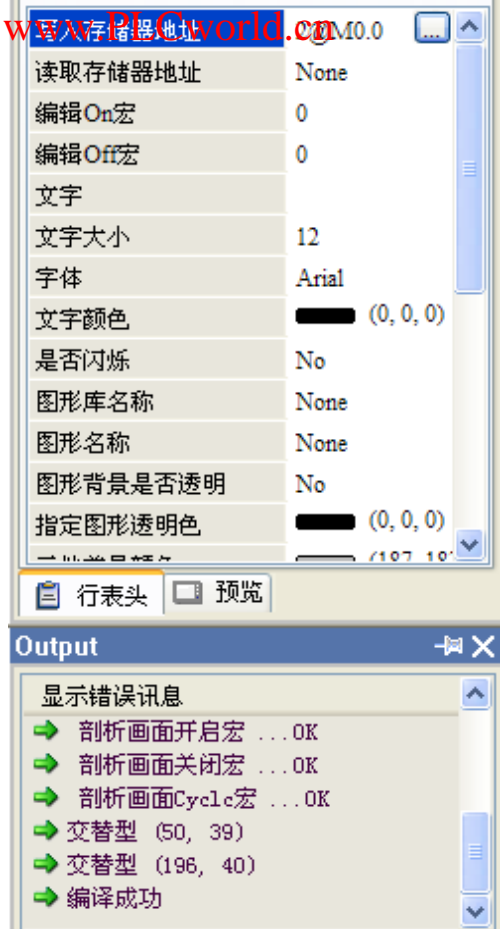 www.PLCworld.cn
写入存储器地址 2@M0.0 ...
读取存储器地址 None
编辑On宏 0
编辑Off宏 0
文字
文字大小 12
字体 Arial
文字颜色 (0, 0, 0)
是否闪烁 No
图形库名称 None
图形名称 None
图形背景是否透明 No
指定图形透明色 (0, 0, 0)
行表头 预览
Output
显示错误讯息
剖析画面开启宏 ...OK
剖析画面关闭宏 ...OK
剖析画面Cycle宏 ...OK
交替型 (50, 39)
交替型 (196, 40)
编译成功